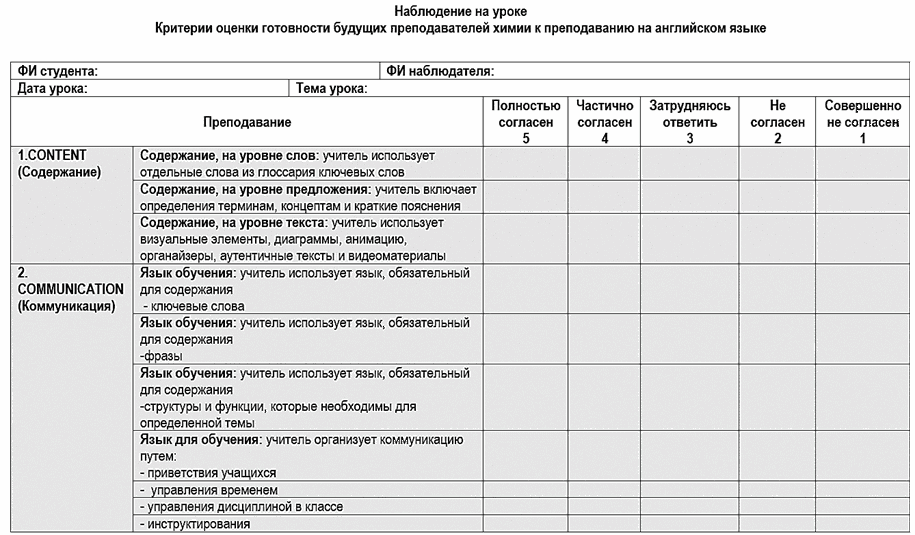 Наблюдение на уроке
Критерии оценки готовности будущих преподавателей химии к преподаванию на английском языке
ФИ студента:
ФИ наблюдателя:
Дата урока:
Тема урока:
Преподавание
Полностью
согласен
5
Частично
согласен
4
Затрудняюсь
ответить
3
Не
согласен
2
Совершенно
не согласен
1
1.CONTENT
(Содержание)
Содержание, на уровне слов: учитель использует
отдельные слова из глоссария ключевых слов
Содержание, на уровне предложения: учитель включает
определения терминам, концептам и краткие пояснения
Содержание, на уровне текста: учитель использует
визуальные элементы, диаграммы, анимацию,
органайзеры, аутентичные тексты и видеоматериалы
2.
COMMUNICATION
(Коммуникация)
Язык обучения: учитель использует язык, обязательный
для содержания
- ключевые слова
Язык обучения: учитель использует язык, обязательный
для содержания
-фразы
Язык обучения: учитель использует язык, обязательный
для содержания
-структуры и функции, которые необходимы для
определенной темы
Язык для обучения: учитель организует коммуникацию
путем:
- приветствия учащихся
- управления временем
- управления дисциплиной в классе
- инструктирования